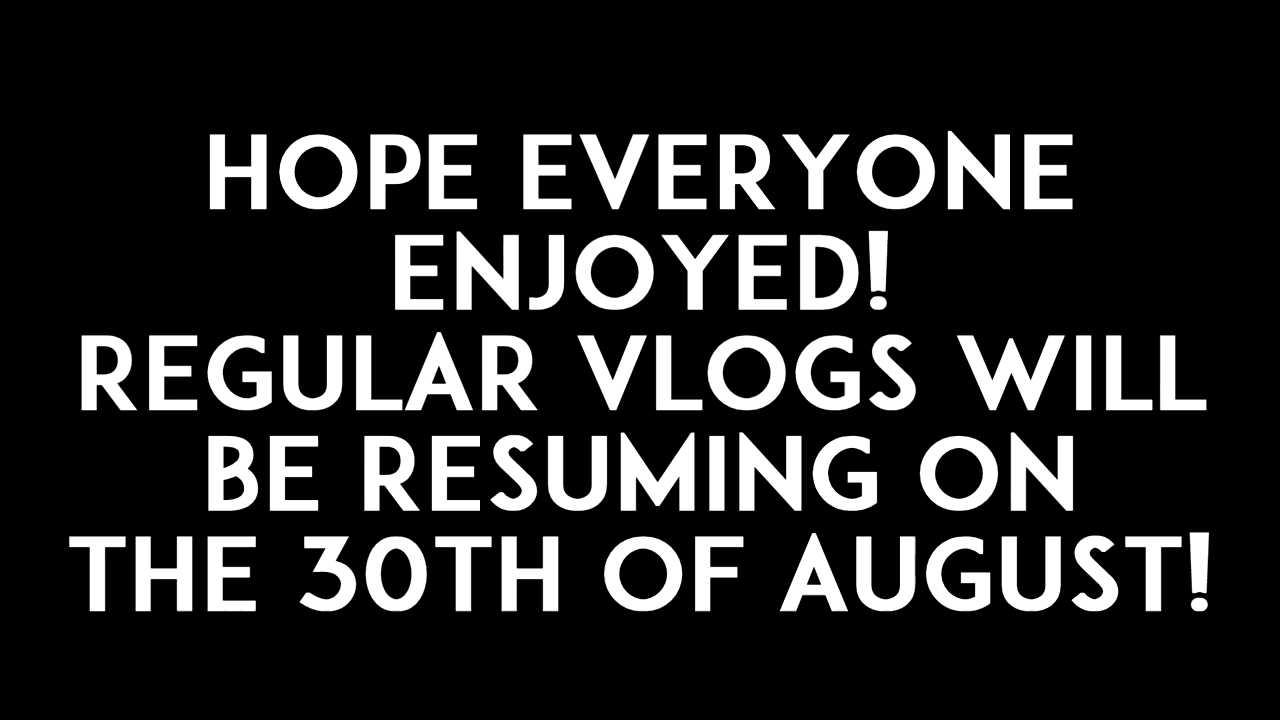 HOPE EVERYONE
ENJOYED!
REGULAR VLOGS WILL
BE RESUMING ON
THE 30TH OF AUGUST!